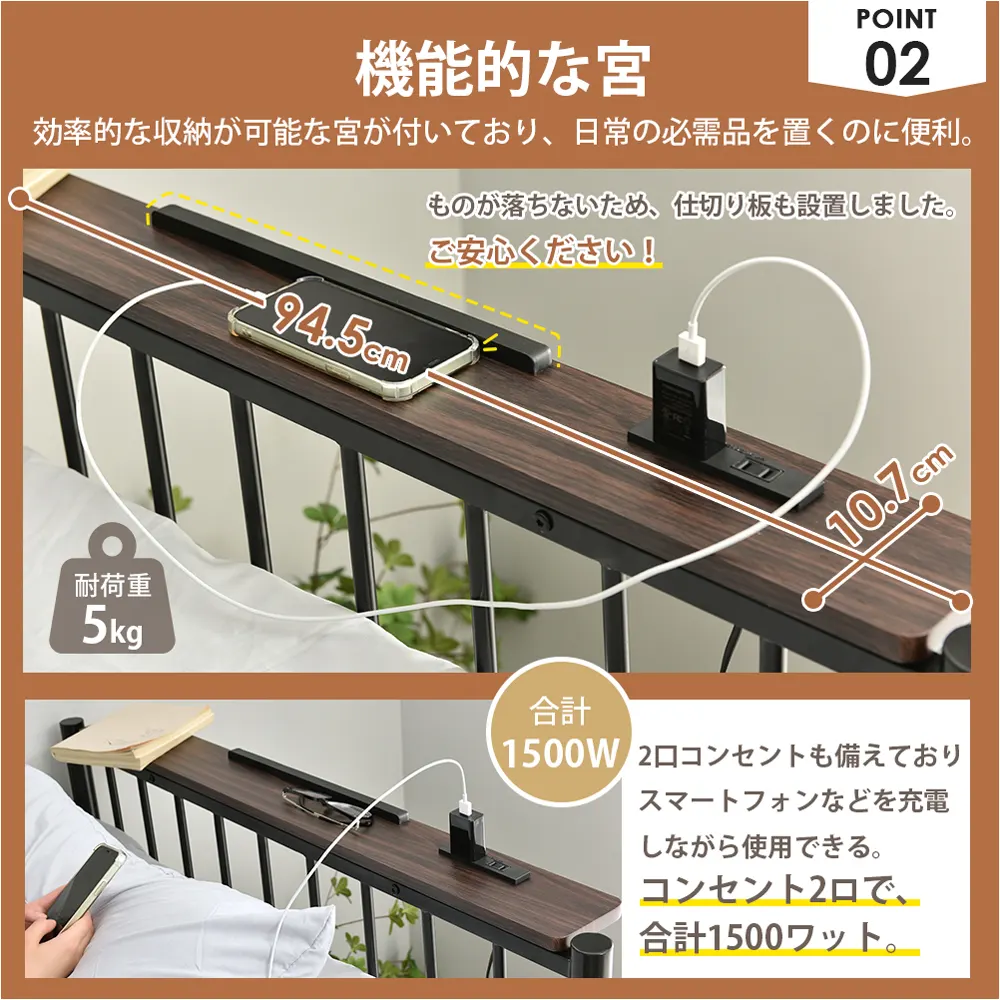 POINT
02
機能的な宮
効率的な収納が可能な宮が付いており、日常の必需品を置くのに便利。
ものが落ちないため、仕切り板も設置しました。
ご安心ください！
94.5cm
10.7cm
耐荷重
5kg
合計
1500W
2口コンセントも備えており
スマートフォンなどを充電
しながら使用できる。
コンセント2口で、
合計1500ワット。